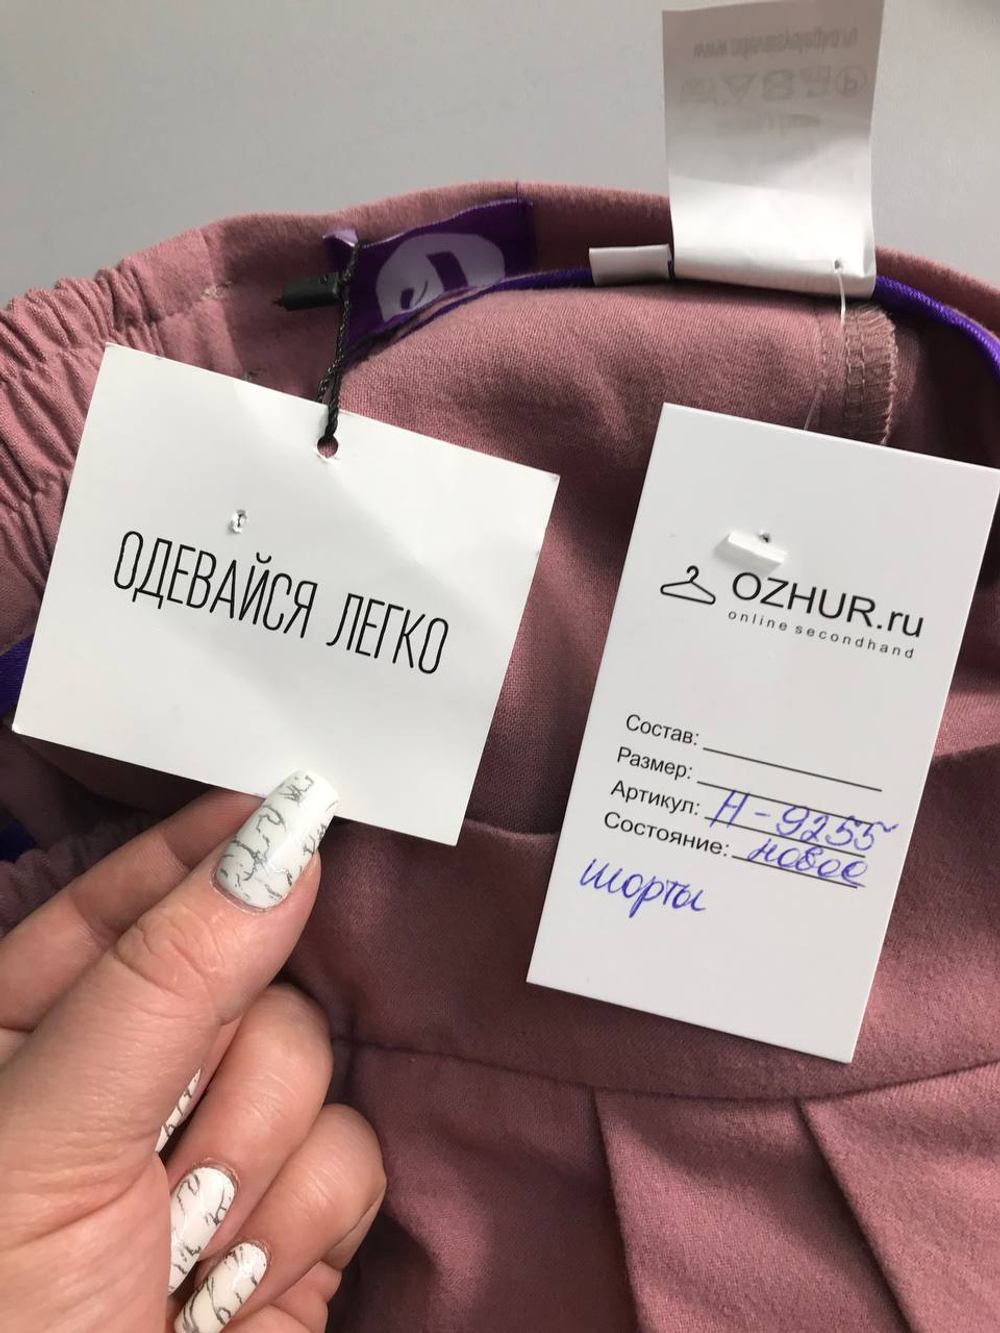 ОДЕВАЙСЯ ЛЕГКО
OZHUR.ru
online secondhand
Состав:
Размер:
Артикул: Н-9255
Состояние: новое
шорты